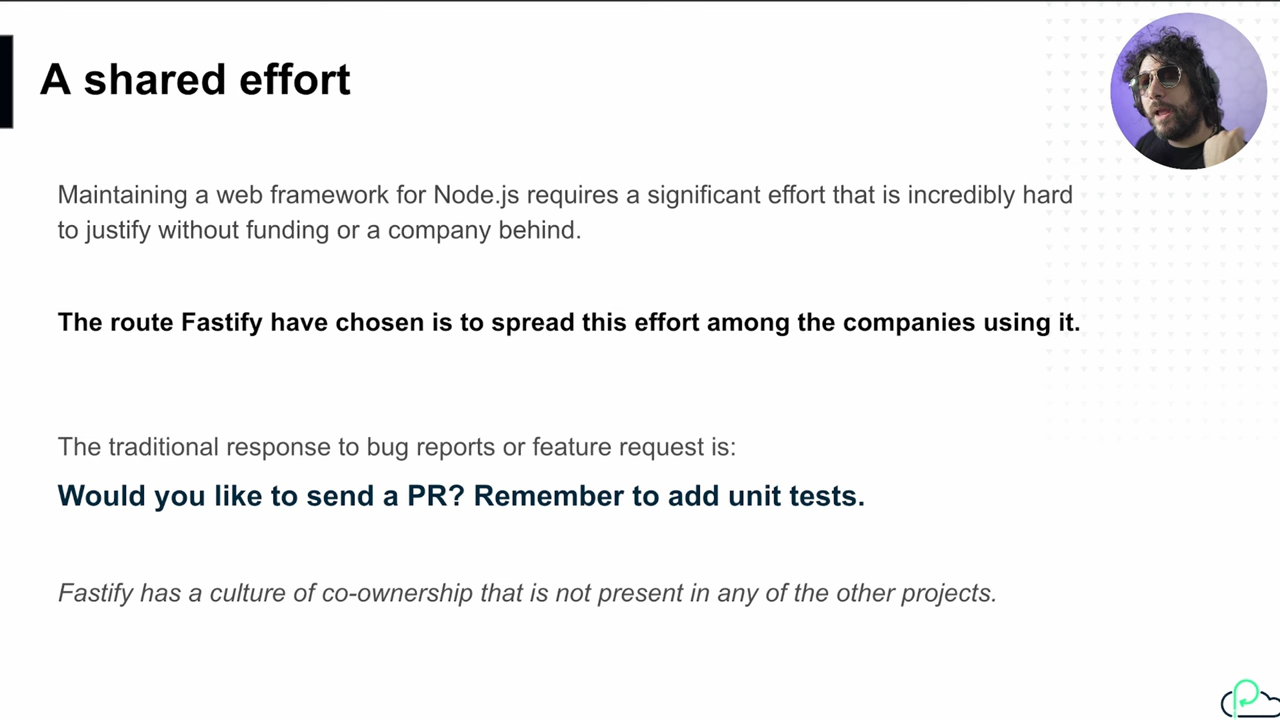 A shared effort
Maintaining a web framework for Node.js requires a significant effort that is incredibly hard
to justify without funding or a company behind.
The route Fastify have chosen is to spread this effort among the companies using it.
The traditional response to bug reports or feature request is:
Would you like to send a PR? Remember to add unit tests.
Fastify has a culture of co-ownership that is not present in any of the other projects.